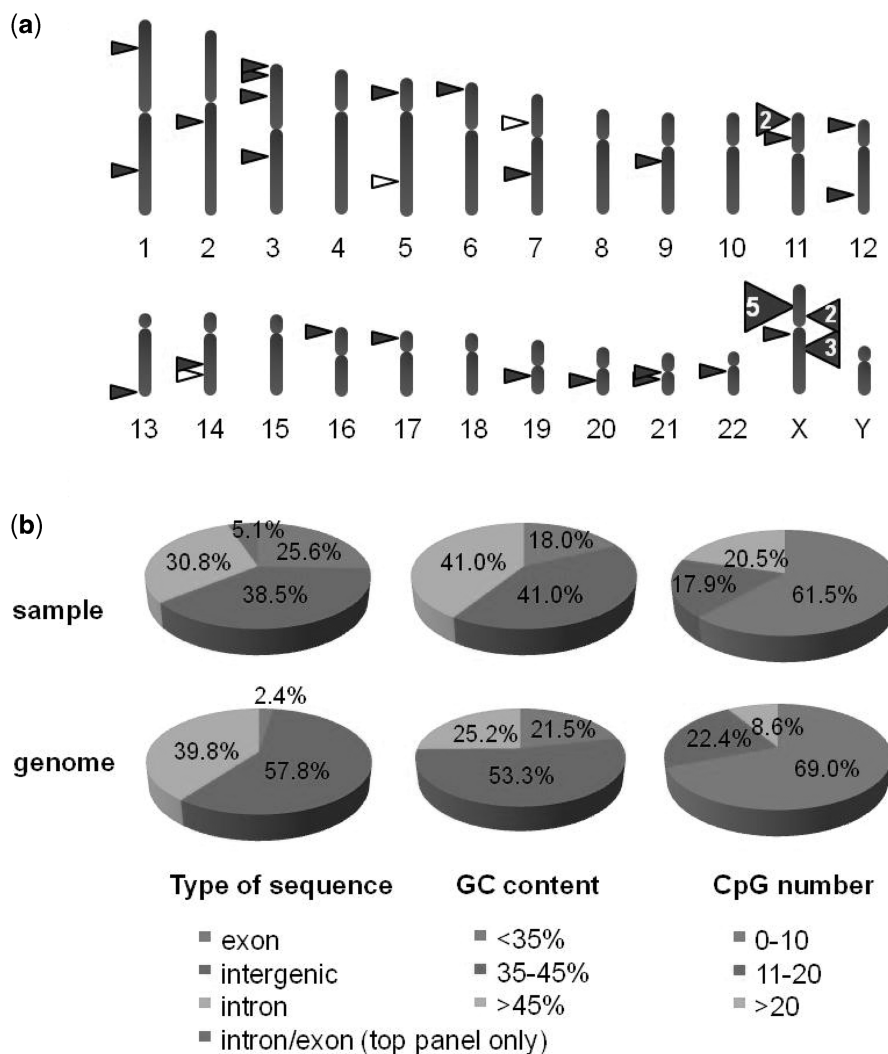 (a)
2
1 2 3 4 5 6 7 8 9 10 11 12
5
2
3
13 14 15 16 17 18 19 20 21 22 X Y
(b)
sample
5.1%
30.8%
25.6%
38.5%
18.0%
41.0%
41.0%
20.5%
17.9%
61.5%
genome
2.4%
39.8%
57.8%
25.2%
21.5%
53.3%
8.6%
22.4%
69.0%
Type of sequence
exon
intergenic
intron
intron/exon (top panel only)
GC content
<35%
35-45%
>45%
CpG number
0-10
11-20
>20